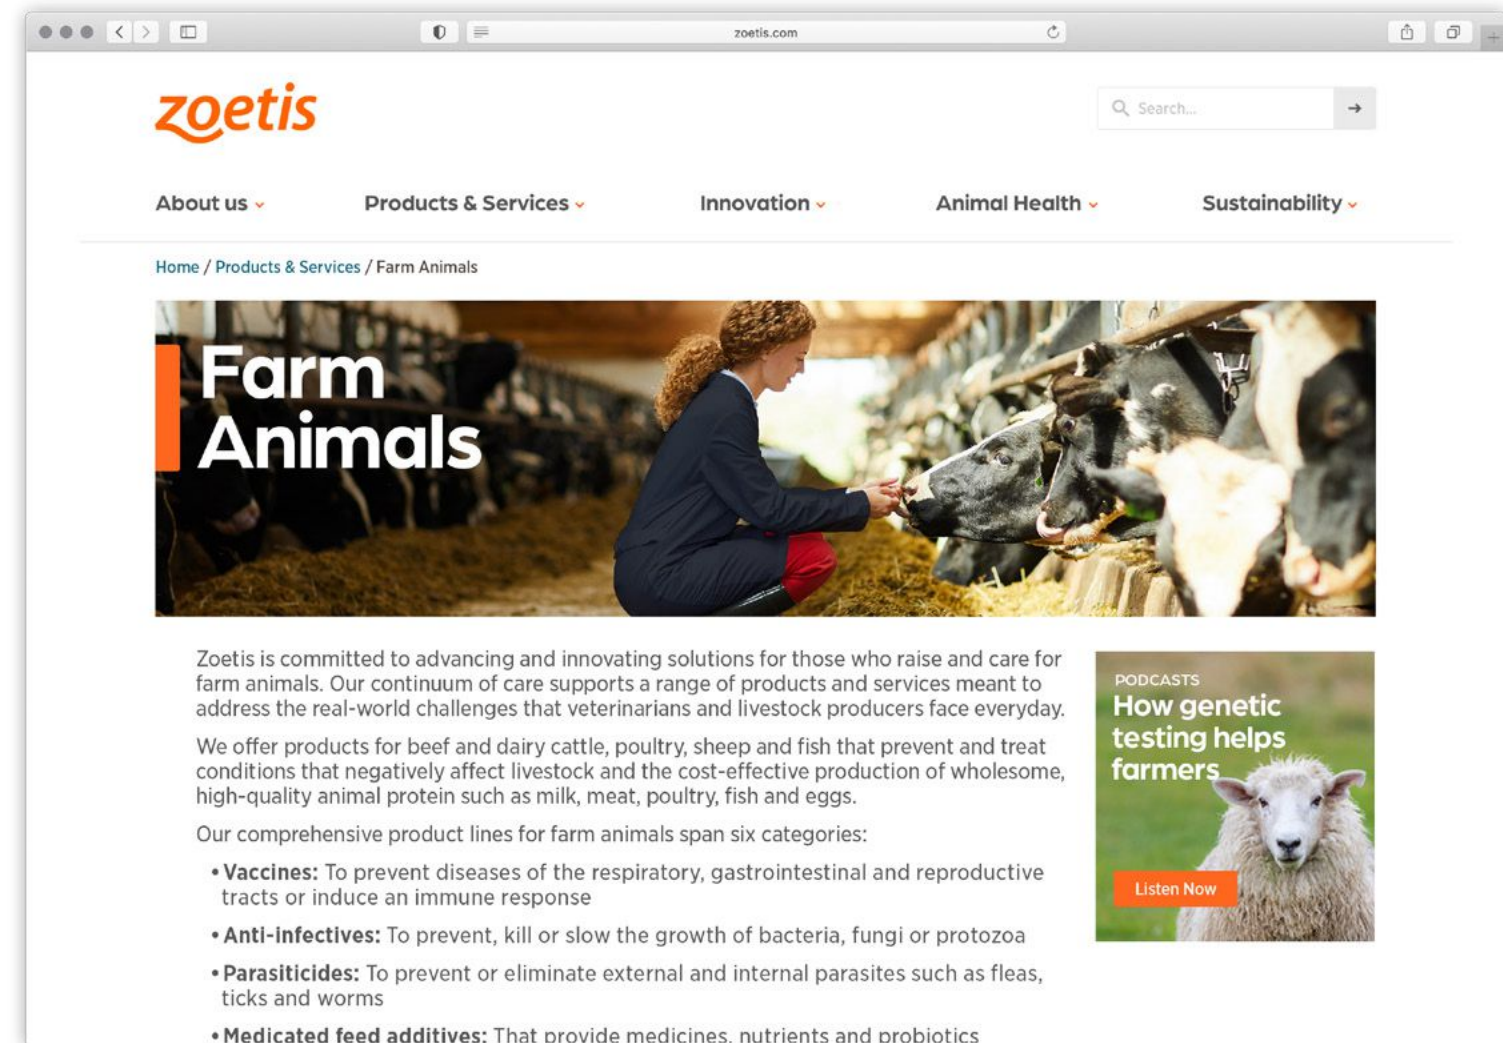 zoetis.com
zoetis
Search...
About us
Products & Services
Innovation
Animal Health
Sustainability
Home / Products & Services / Farm Animals
Farm
Animals
Zoetis is committed to advancing and innovating solutions for those who raise and care for
farm animals. Our continuum of care supports a range of products and services meant to
address the real-world challenges that veterinarians and livestock producers face everyday.
We offer products for beef and dairy cattle, poultry, sheep and fish that prevent and treat
conditions that negatively affect livestock and the cost-effective production of wholesome,
high-quality animal protein such as milk, meat, poultry, fish and eggs.
Our comprehensive product lines for farm animals span six categories:
• Vaccines: To prevent diseases of the respiratory, gastrointestinal and reproductive
tracts or induce an immune response
• Anti-infectives: To prevent, kill or slow the growth of bacteria, fungi or protozoa
• Parasiticides: To prevent or eliminate external and internal parasites such as fleas,
ticks and worms
• Medicated feed additives: That provide medicines, nutrients and probiotics
PODCASTS
How genetic
testing helps
farmers
Listen Now